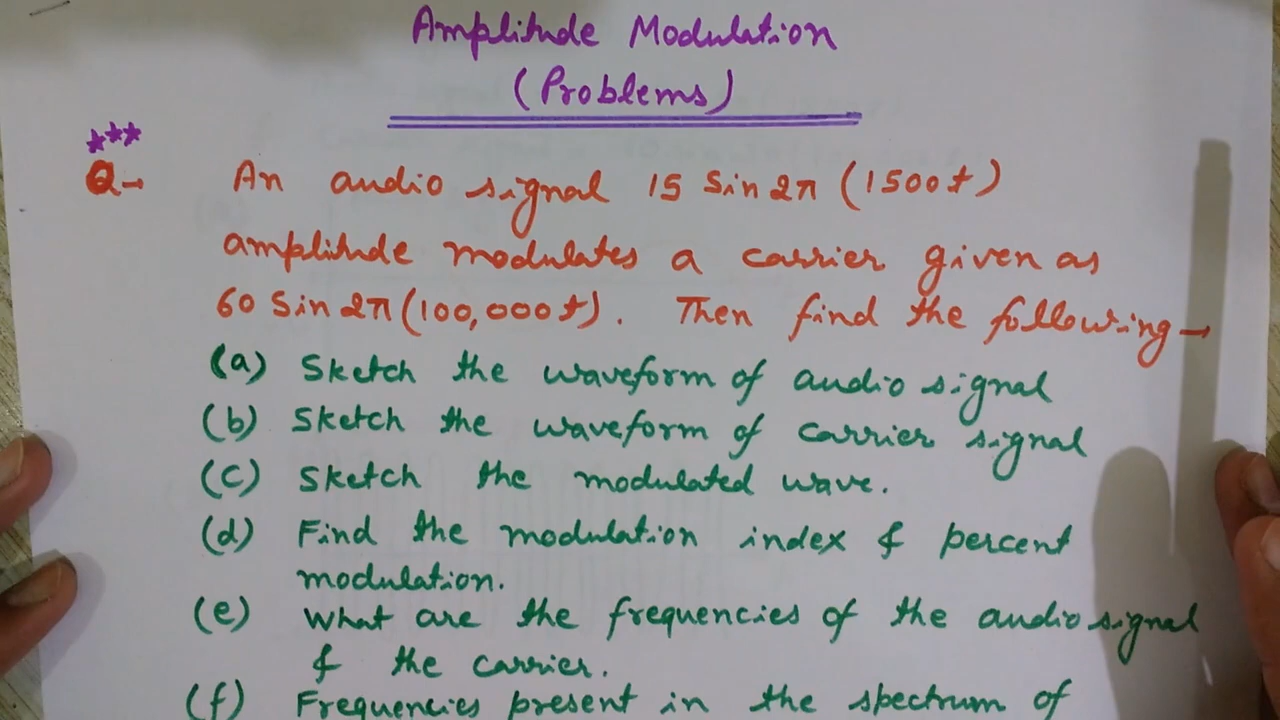 Amplitude Modulation
(Problems)
***
Q→ An audio signal 15 Sin 2π (1500t)
amplitude modulates a carrier given as
60 Sin 2π(100,000t). Then find the following→
(a) Sketch the waveform of audio signal
(b) Sketch the waveform of carrier signal
(c) Sketch the modulated wave.
(d) Find the modulation index & percent
modulation.
(e) What are the frequencies of the audio signal
& the carrier.
(f) Frequencies present in the spectrum of